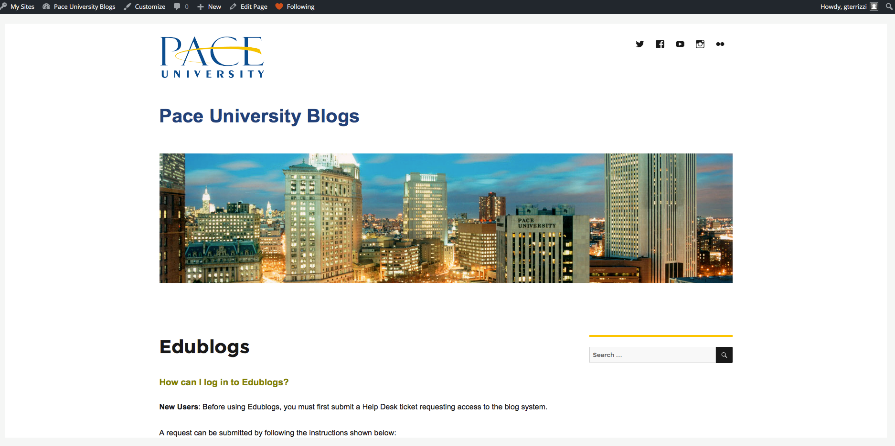 My Sites Pace University Blogs Customize 0 New Edit Page Following Howdy, gterrizzi
PACE
UNIVERSITY
Pace University Blogs
PACE
UNIVERSITY
Edublogs
Search ...
How can I log in to Edublogs?
New Users: Before using Edublogs, you must first submit a Help Desk ticket requesting access to the blog system.
A request can be submitted by following the instructions shown below: